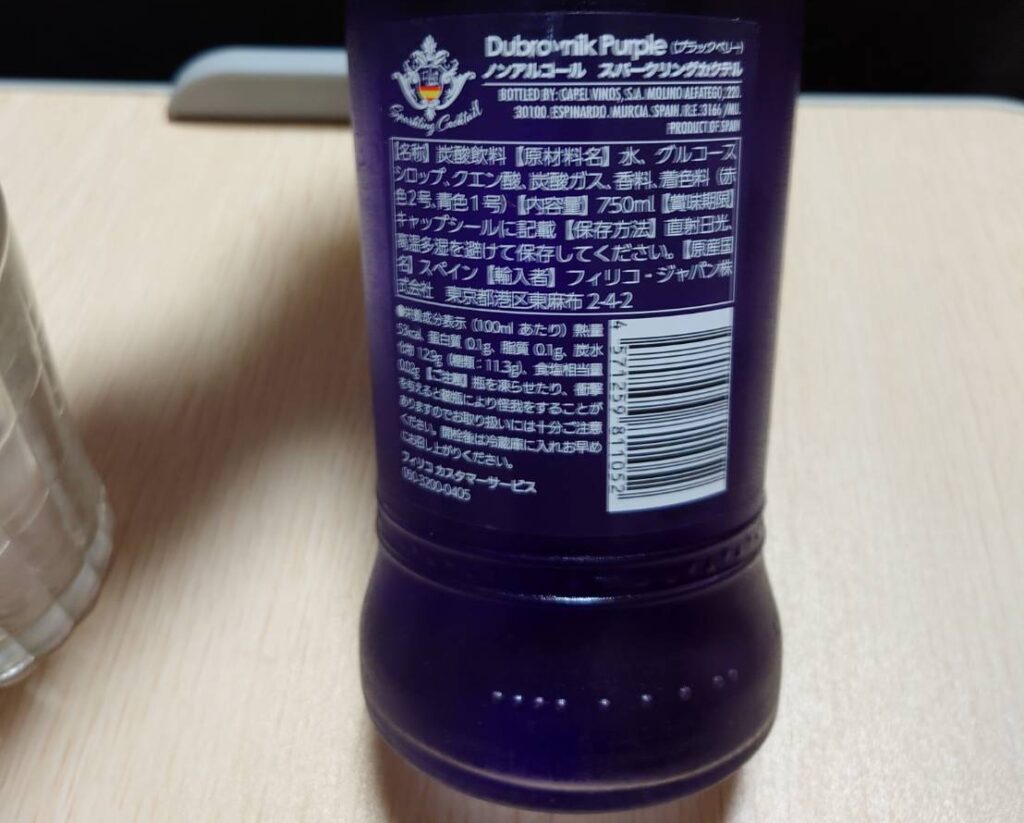 Dubrovnik Purple (ブラックベリー)
ノンアルコール スパークリングカクテル
Sparkling Cocktail
BOTTLED BY: CAPEL VINOS, S.A. MOLINO ALFATEGO, 220.
30100. ESPINARDO. MURCIA. SPAIN. R.E. 3166 /MU.
PRODUCT OF SPAIN
【名称】炭酸飲料【原材料名】水、グルコース
シロップ、クエン酸、炭酸ガス、香料、着色料 (赤
色2号、青色1号)【内容量】750ml【賞味期限】
キャップシールに記載【保存方法】直射日光、
高温多湿を避けて保存してください。【原産国
名】スペイン【輸入者】フィリコ-ジャパン株
式会社 東京都港区東麻布 2-4-2
●栄養成分表示 (100ml あたり) 熱量
53kcal、蛋白質 0.1g、脂質 0.1g、炭水
化物 12.9g (糖類:11.3g)、食塩相当量
0.02g【ご注意】瓶を凍らせたり、衝撃
を与えると破瓶により怪我をすることが
ありますのでお取り扱いには十分ご注意
ください。開栓後は冷蔵庫に入れお早め
にお召し上がりください。
フィリコ カスタマーサービス
050-3200-0405
4 571259 811052